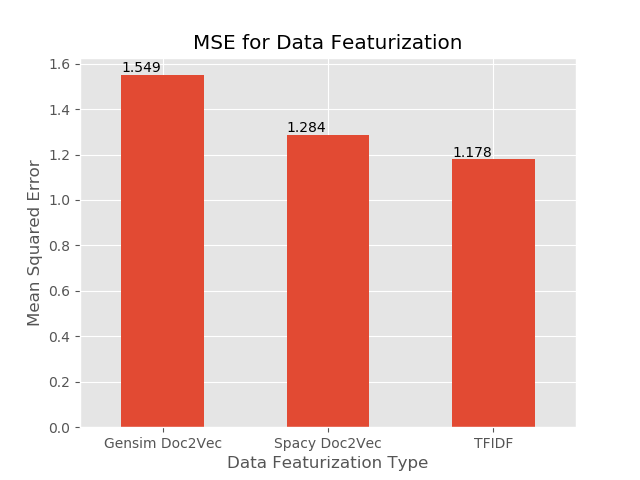 MSE for Data Featurization
1.549
1.284
1.178
1.6
1.4
1.2
1.0
0.8
0.6
0.4
0.2
0.0
Mean Squared Error
Gensim Doc2Vec
Spacy Doc2Vec
TFIDF
Data Featurization Type